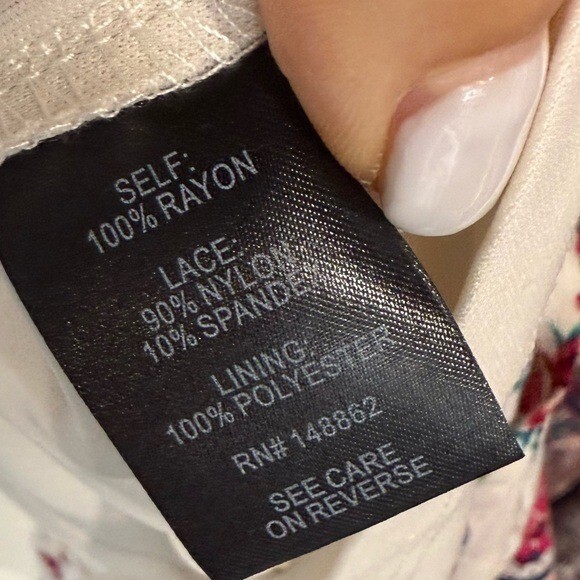 SELF:
100% RAYON
LACE:
90% NYLON
10% SPANDEX
LINING:
100% POLYESTER
RN# 148862
SEE CARE
ON REVERSE